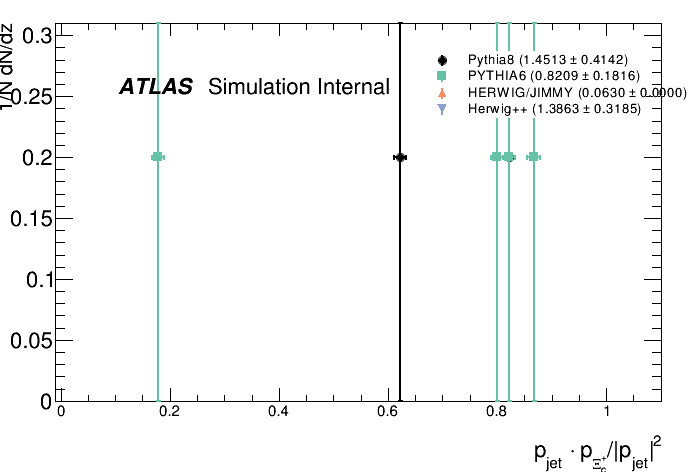 1/N dN/dz
0.3
0.25
0.2
0.15
0.1
0.05
0
ATLAS Simulation Internal
Pythia8 (1.4513 ± 0.4142)
PYTHIA6 (0.8209 ± 0.1816)
HERWIG/JIMMY (0.0630 ± 0.0000)
Herwig++ (1.3863 ± 0.3185)
0 0.2 0.4 0.6 0.8 1
p_jet · p_Ξc+/|p_jet|²